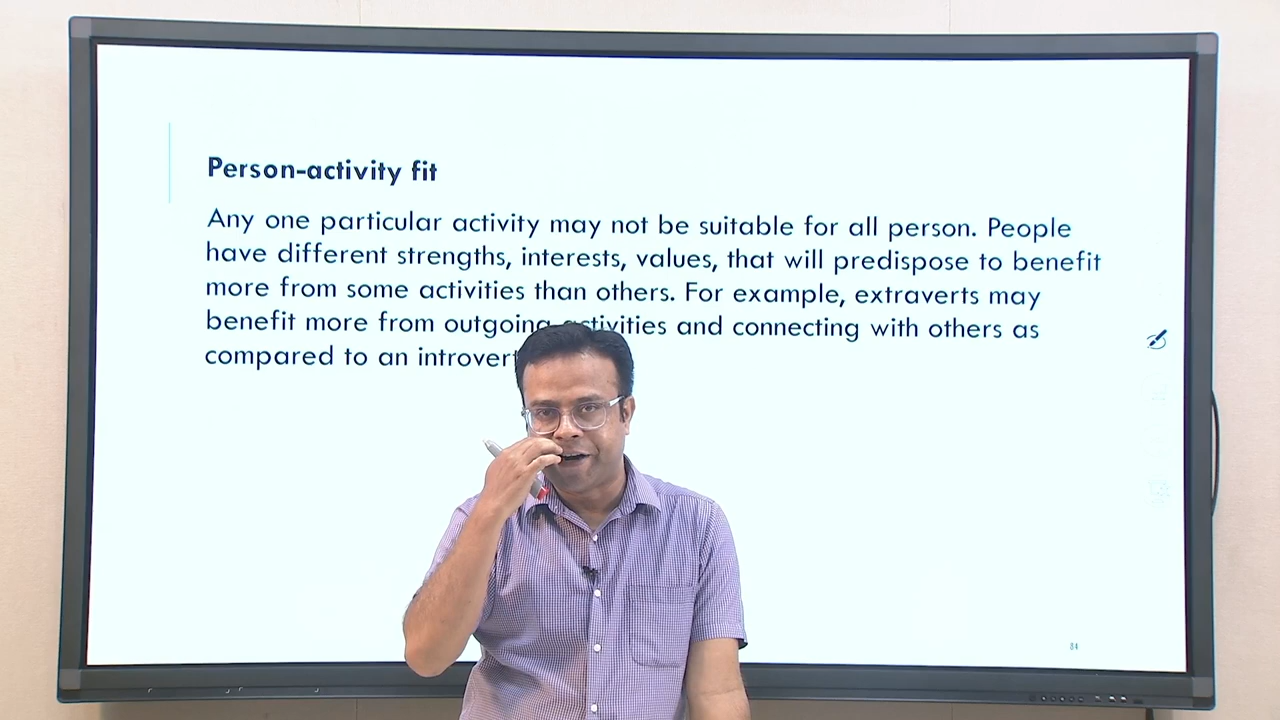 Person-activity fit
Any one particular activity may not be suitable for all person. People
have different strengths, interests, values, that will predispose to benefit
more from some activities than others. For example, extraverts may
benefit more from outgoing activities and connecting with others as
compared to an introvert
84